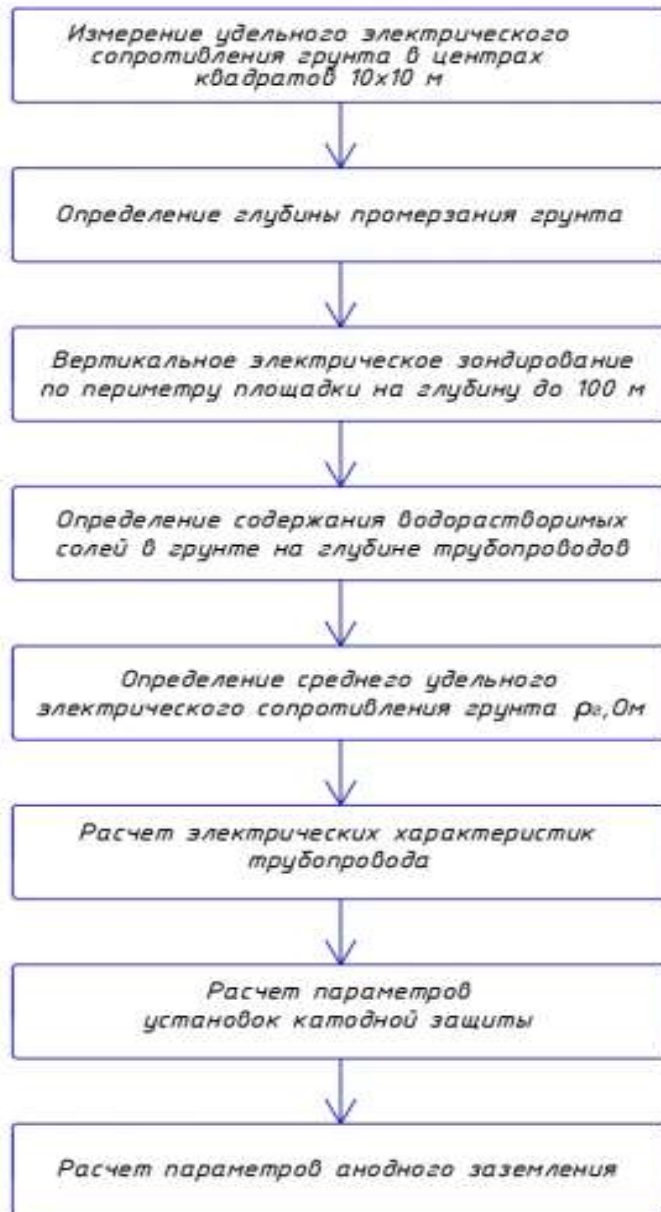 Измерение удельного электрического
сопротивления грунта в центрах
квадратов 10х10 м
Определение глубины промерзания грунта
Вертикальное электрическое зондирование
по периметру площадки на глубину до 100 м
Определение содержания водорастворимых
солей в грунте на глубине трубопроводов
Определение среднего удельного
электрического сопротивления грунта ρг,Ом
Расчет электрических характеристик
трубопровода
Расчет параметров
установок катодной защиты
Расчет параметров анодного заземления